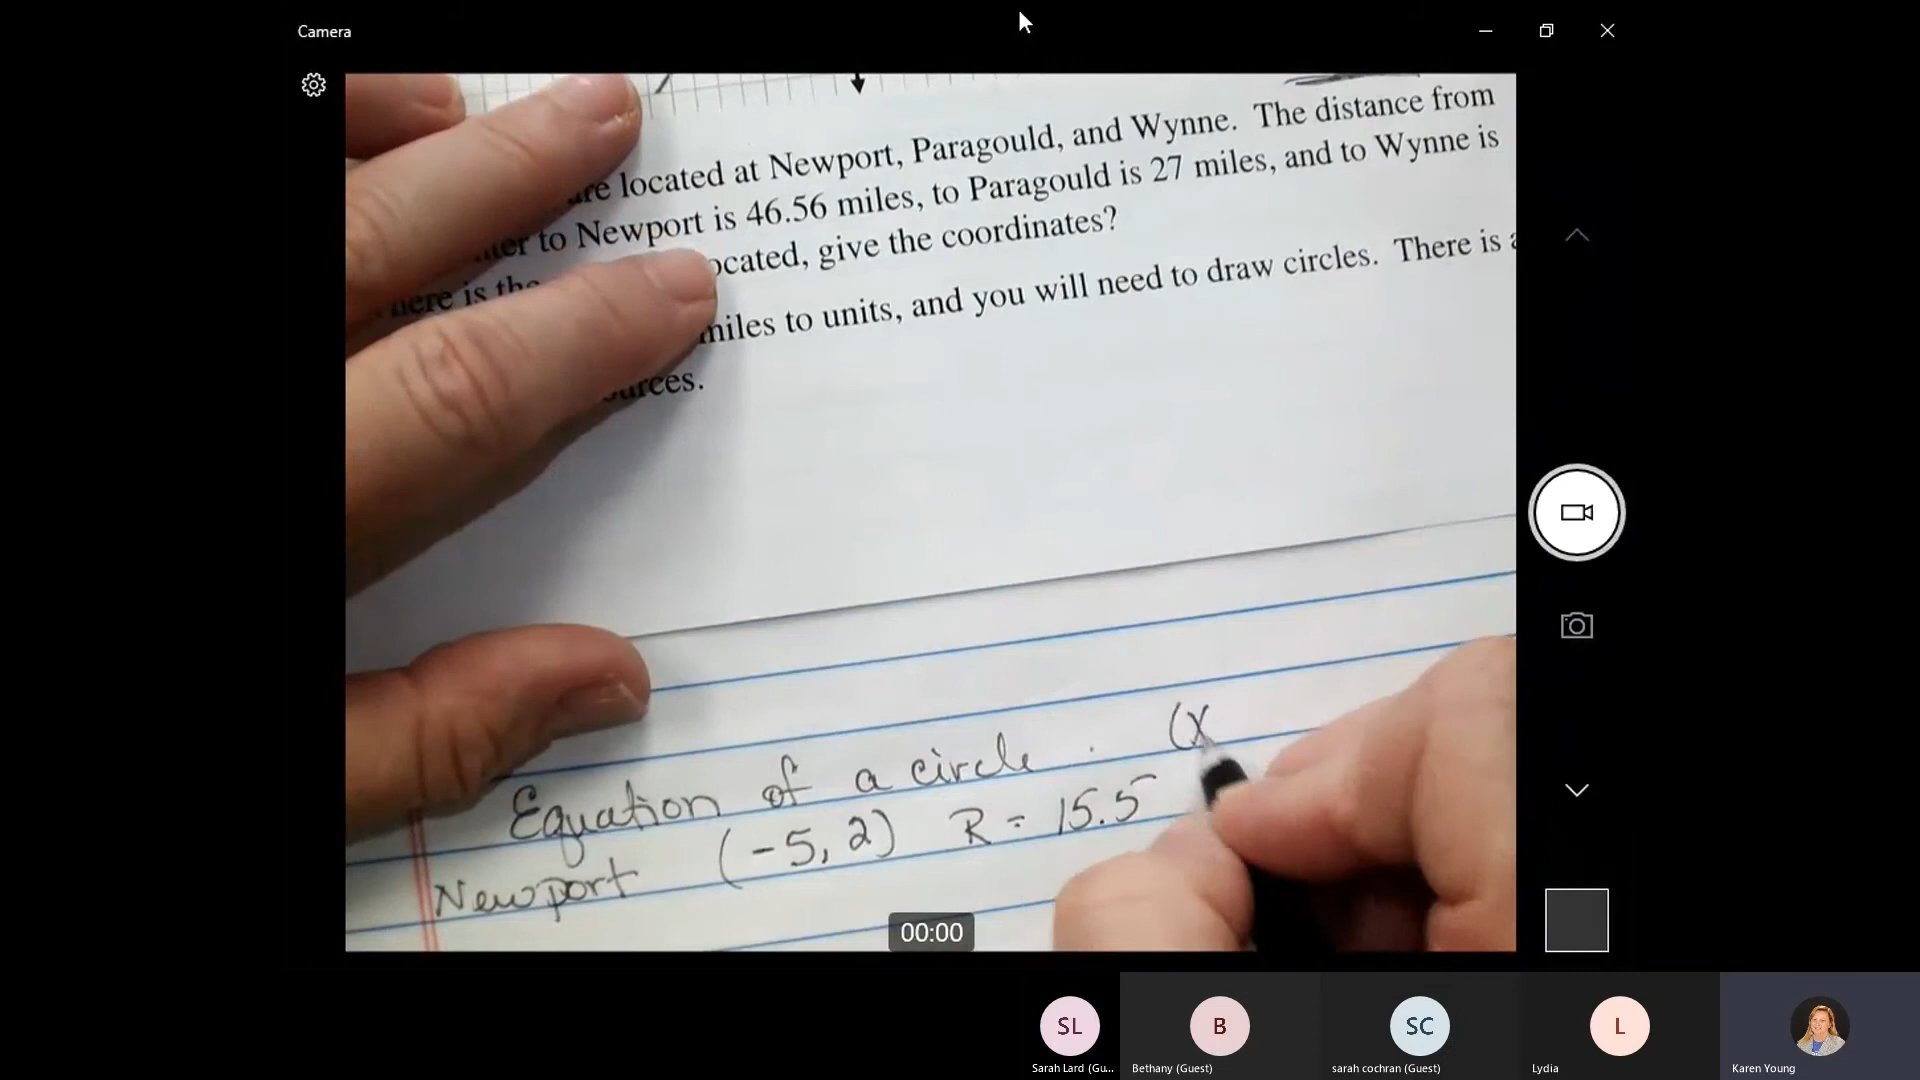 Camera
are located at Newport, Paragould, and Wynne. The distance from
to Newport is 46.56 miles, to Paragould is 27 miles, and to Wynne is
is the located, give the coordinates?
miles to units, and you will need to draw circles. There is a
Equation of a circle : (x
Newport (-5, 2) R = 15.5
00:00
SL
B
SC
L
Sarah Lard (Gu...
Bethany (Guest)
sarah cochran (Guest)
Lydia
Karen Young